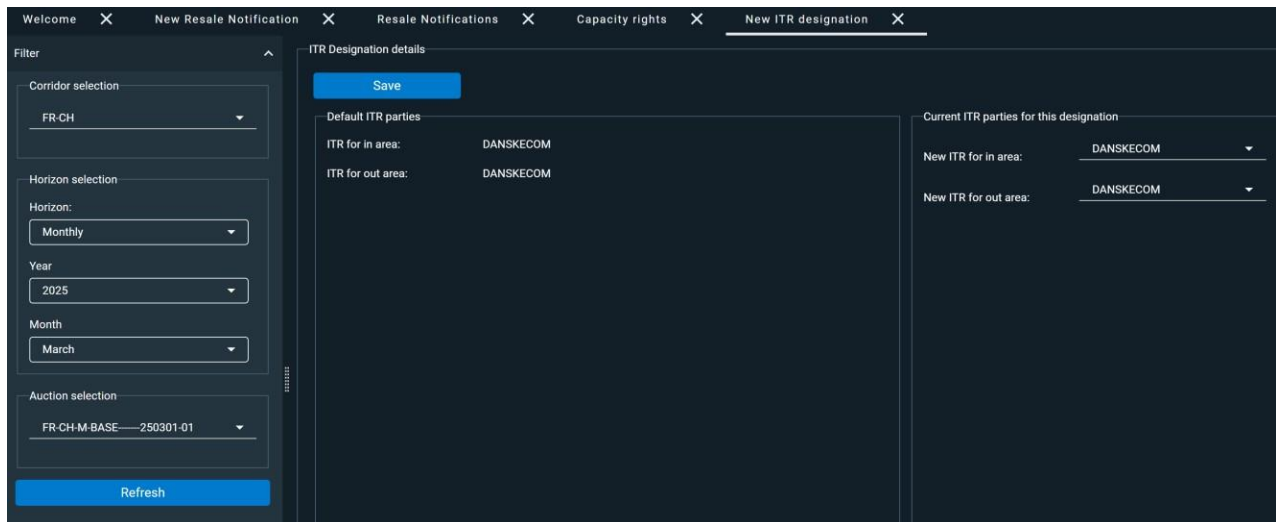 Welcome X New Resale Notification X Resale Notifications X Capacity rights X New ITR designation X
Filter
Corridor selection
FR-CH
Horizon selection
Horizon:
Monthly
Year
2025
Month
March
Auction selection
FR-CH-M-BASE-------250301-01
Refresh
ITR Designation details
Save
Default ITR parties
ITR for in area: DANSKECOM
ITR for out area: DANSKECOM
Current ITR parties for this designation
New ITR for in area: DANSKECOM
New ITR for out area: DANSKECOM